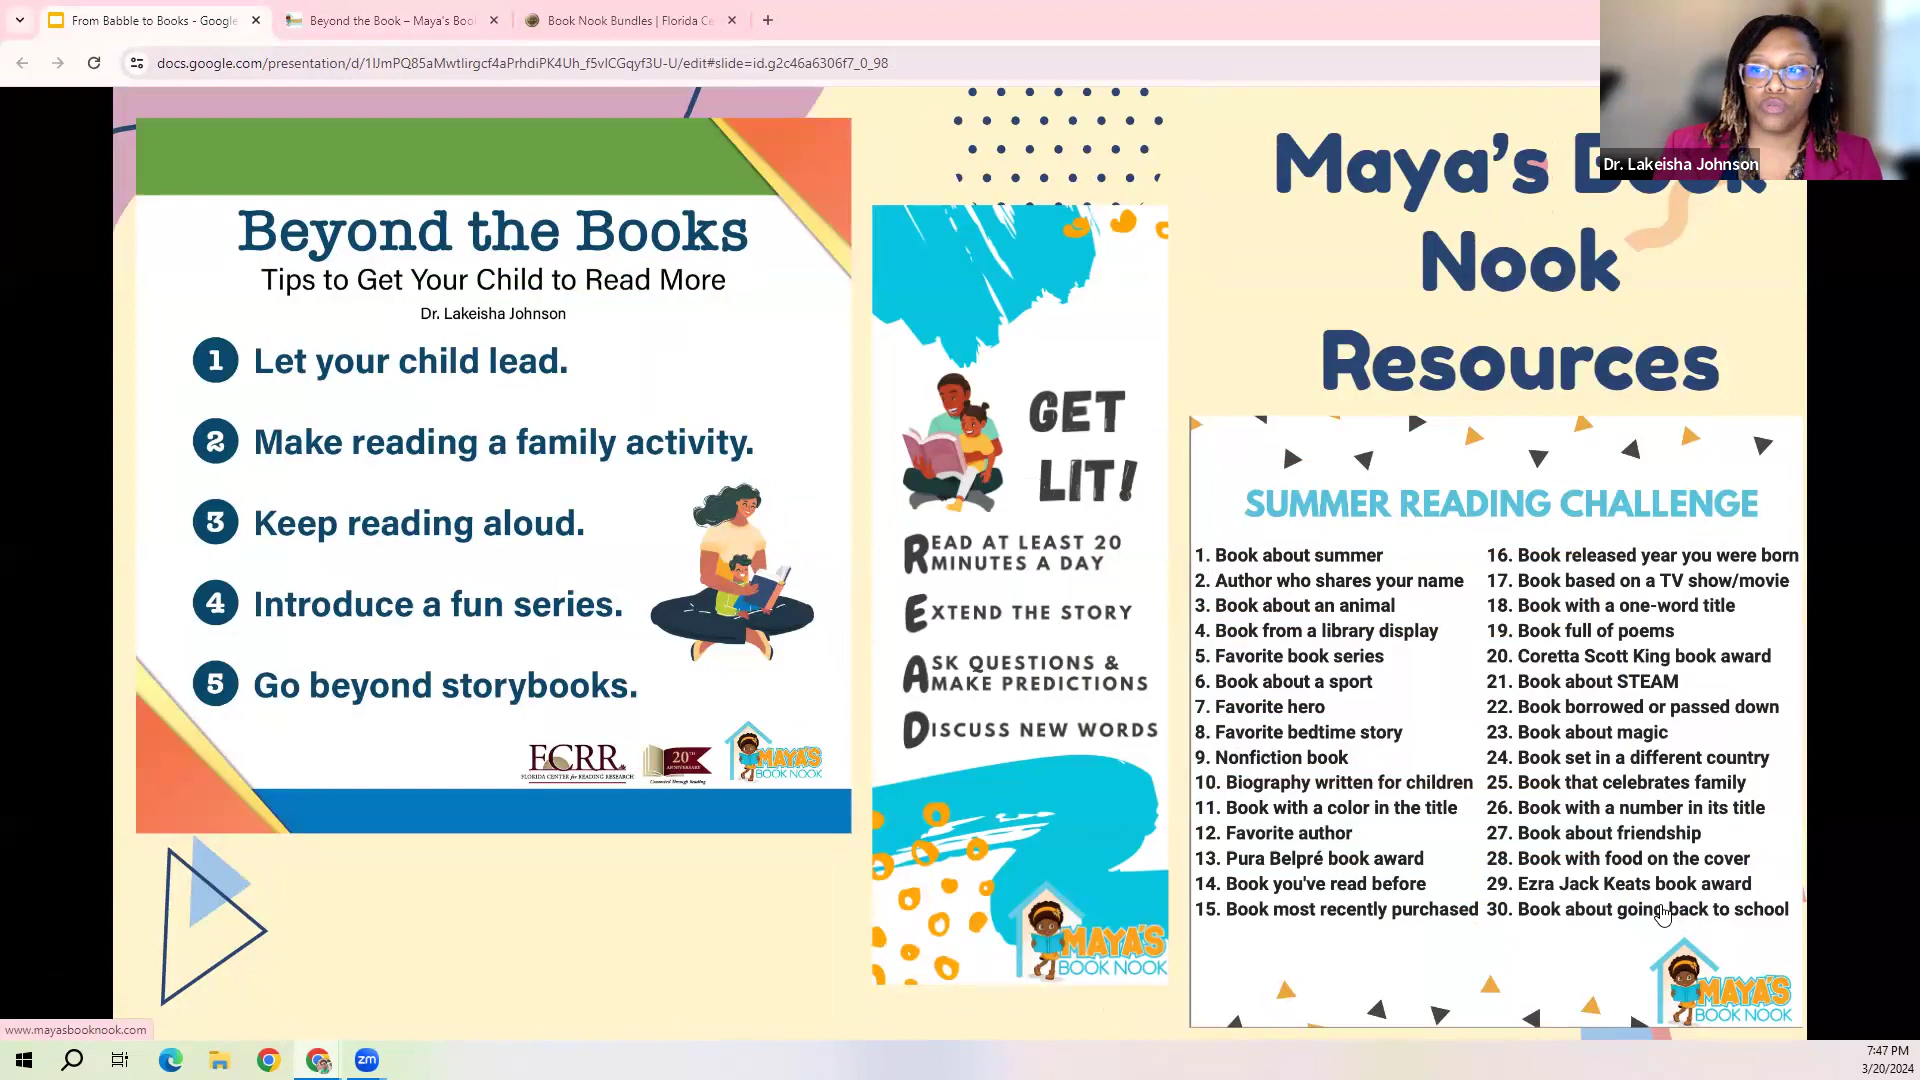 From Babble to Books - Google
Beyond the Book – Maya's Boo
Book Nook Bundles | Florida Ce
docs.google.com/presentation/d/1lJmPQ85aMwtlirgcf4aPrhdiPK4Uh_f5vlCGqyf3U-U/edit#slide=id.g2c46a6306f7_0_98
Dr. Lakeisha Johnson
Beyond the Books
Tips to Get Your Child to Read More
Dr. Lakeisha Johnson
1 Let your child lead.
2 Make reading a family activity.
3 Keep reading aloud.
4 Introduce a fun series.
5 Go beyond storybooks.
FCRR
FLORIDA CENTER for READING RESEARCH
20TH
ANNIVERSARY
Connected Through Reading
MAYA'S
BOOK NOOK
GET
LIT!
READ AT LEAST 20
MINUTES A DAY
EXTEND THE STORY
ASK QUESTIONS &
MAKE PREDICTIONS
DISCUSS NEW WORDS
MAYA'S
BOOK NOOK
Maya's Book
Nook
Resources
SUMMER READING CHALLENGE
1. Book about summer
2. Author who shares your name
3. Book about an animal
4. Book from a library display
5. Favorite book series
6. Book about a sport
7. Favorite hero
8. Favorite bedtime story
9. Nonfiction book
10. Biography written for children
11. Book with a color in the title
12. Favorite author
13. Pura Belpré book award
14. Book you've read before
15. Book most recently purchased
16. Book released year you were born
17. Book based on a TV show/movie
18. Book with a one-word title
19. Book full of poems
20. Coretta Scott King book award
21. Book about STEAM
22. Book borrowed or passed down
23. Book about magic
24. Book set in a different country
25. Book that celebrates family
26. Book with a number in its title
27. Book about friendship
28. Book with food on the cover
29. Ezra Jack Keats book award
30. Book about going back to school
MAYA'S
BOOK NOOK
www.mayasbooknook.com
zm
7:47 PM
3/20/2024